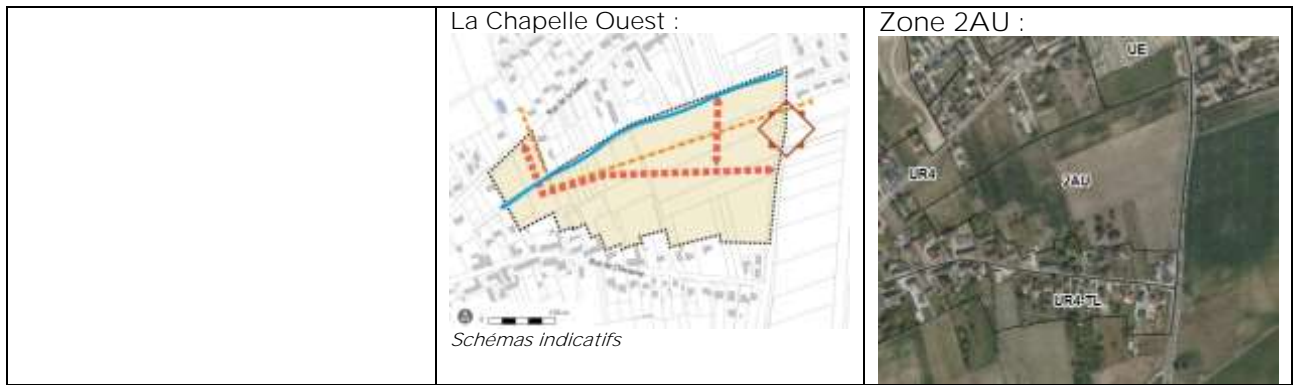 La Chapelle Ouest :
Schémas indicatifs
Zone 2AU :
UE
UR4
2AU
UR4-TL